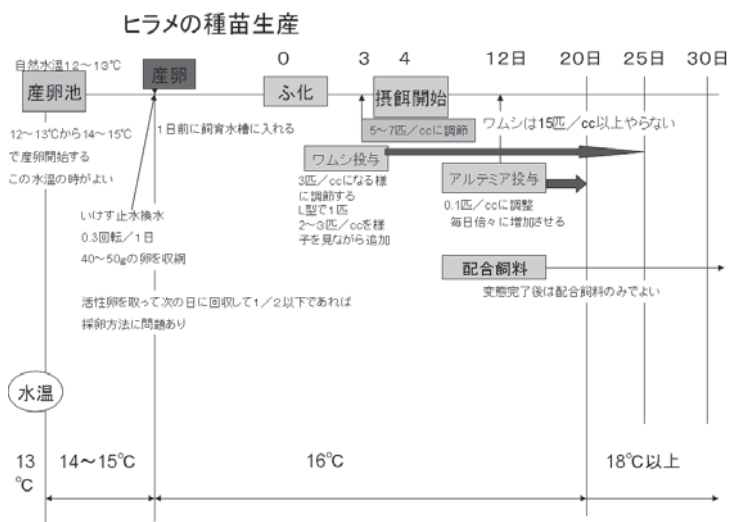 ヒラメの種苗生産
0
3
4
12日
20日
25日
30日
自然水温12～13℃
産卵池
産卵
ふ化
摂餌開始
5～7匹／ccに調節
ワムシは15匹／cc以上やらない
12～13℃から14～15℃
で産卵開始する
この水温の時がよい
1日前に飼育水槽に入れる
ワムシ投与
3匹／ccになる様
に調節する
L型で1匹
2～3匹／ccを様
子を見ながら追加
アルテミア投与
0.1匹／ccに調整
毎日倍々に増加させる
いけす止水換水
0.3回転／1日
40～50gの卵を収網
配合飼料
変態完了後は配合飼料のみでよい
活性卵を取って次の日に回収して1／2以下であれば
採卵方法に問題あり
水温
13
℃
14～15℃
16℃
18℃以上